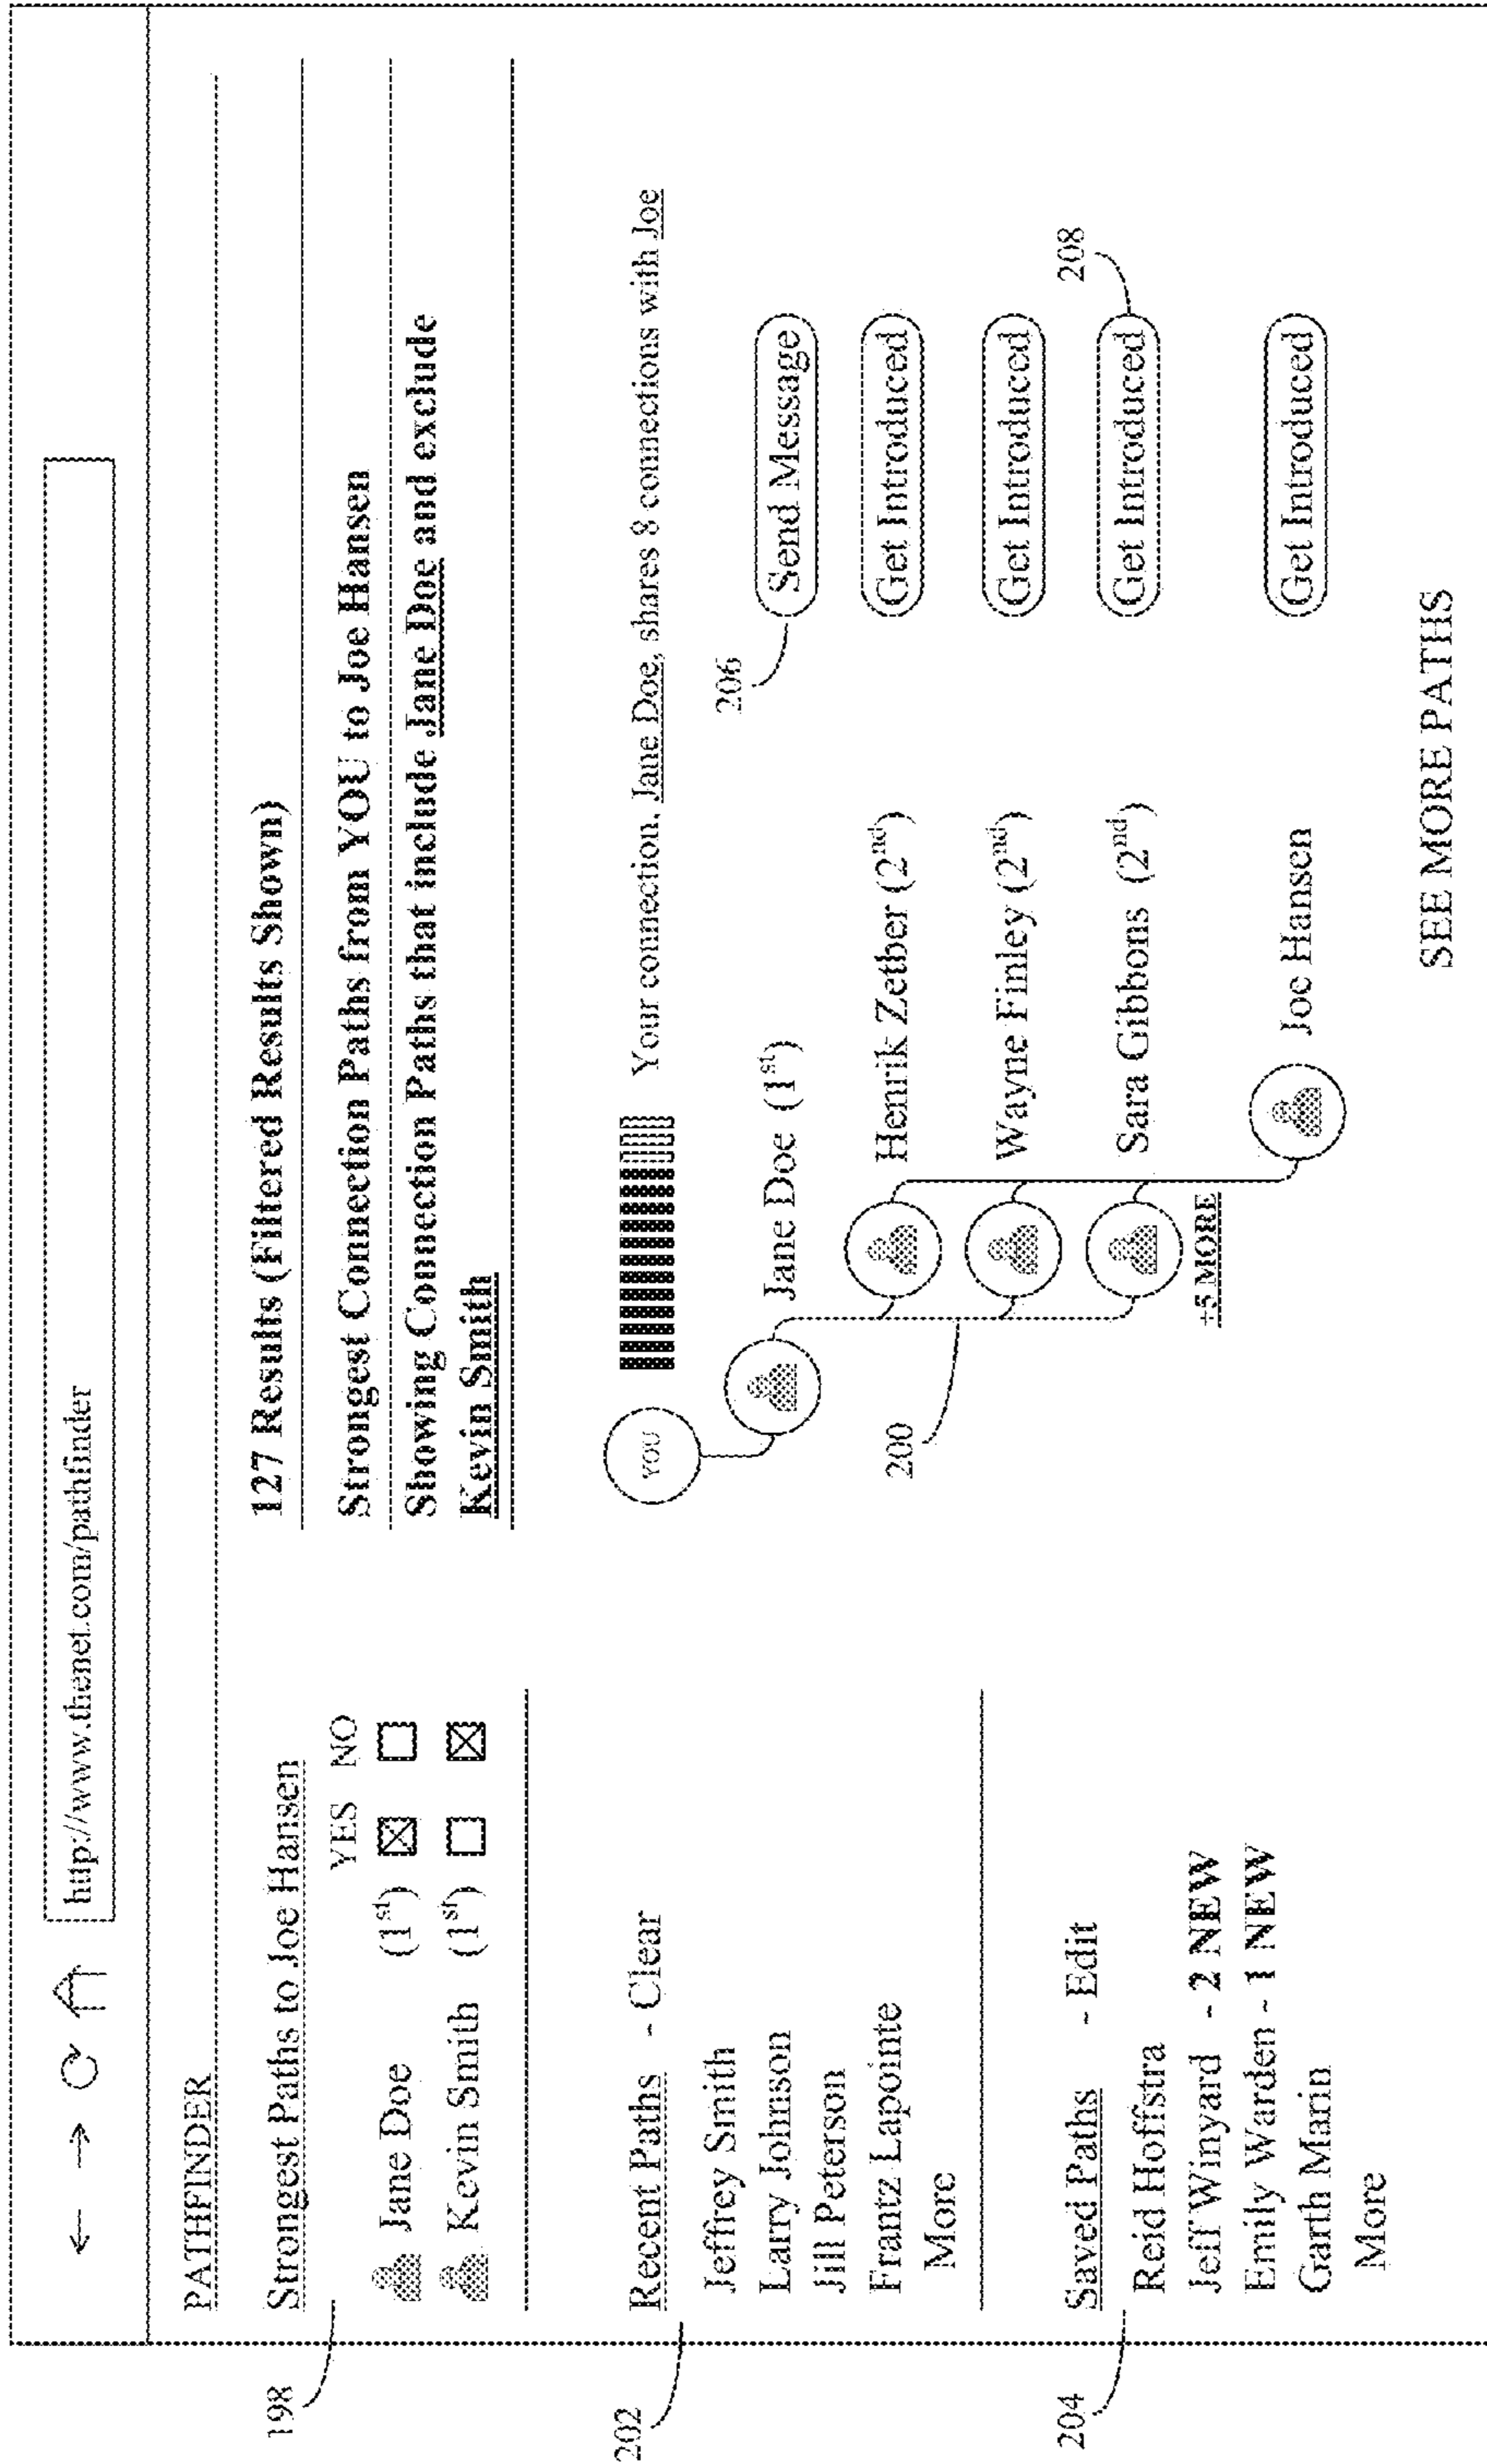 http://www.thenet.com/pathfinder
PATHFINDER
198
Strongest Paths to Joe Hansen
YES NO
Jane Doe (1st)
Kevin Smith (1st)
202
Recent Paths - Clear
Jeffrey Smith
Larry Johnson
Jill Peterson
Frantz Lapointe
More
204
Saved Paths - Edit
Reid Hoffstra
Jeff Winyard - 2 NEW
Emily Warden - 1 NEW
Garth Marin
More
127 Results (Filtered Results Shown)
Strongest Connection Paths from YOU to Joe Hansen
Showing Connection Paths that include Jane Doe and exclude
Kevin Smith
YOU
Your connection, Jane Doe, shares 8 connections with Joe
206
Jane Doe (1st)
Send Message
200
Henrik Zetber (2nd)
Get Introduced
Wayne Finley (2nd)
Get Introduced
208
Sara Gibbons (2nd)
Get Introduced
+5 MORE
Joe Hansen
Get Introduced
SEE MORE PATHS